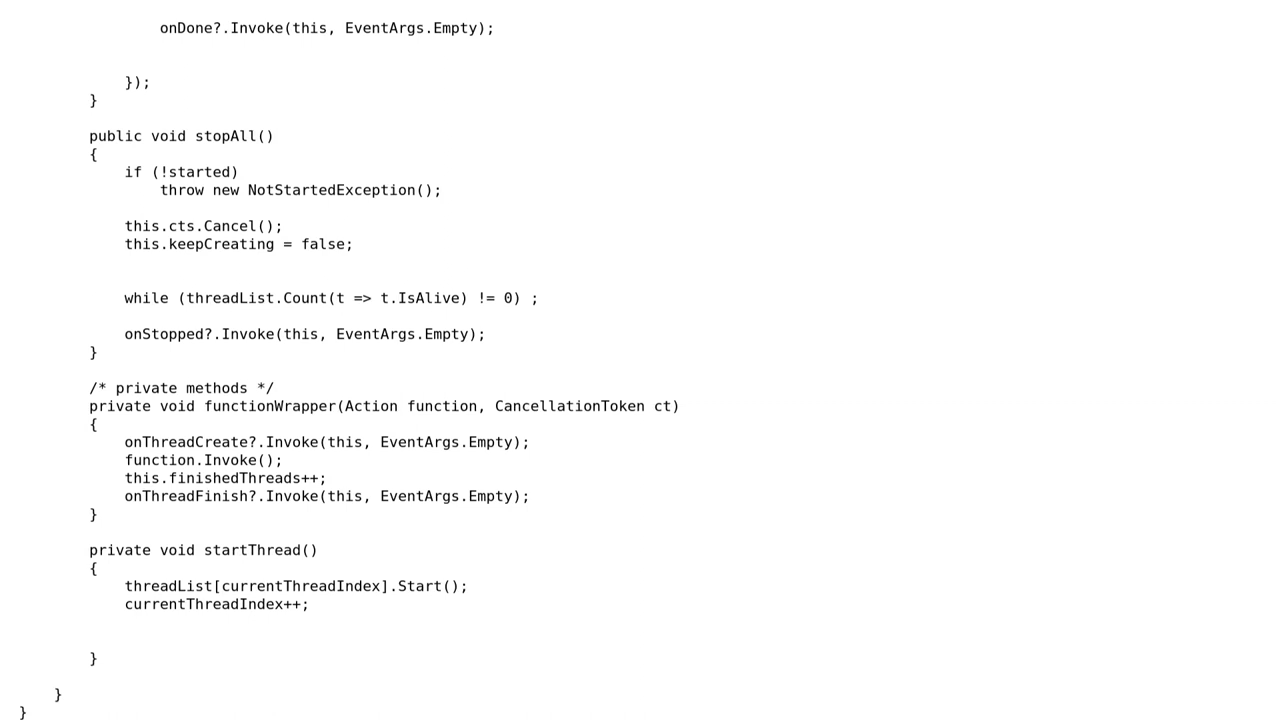 onDone?.Invoke(this, EventArgs.Empty);


            });
        }

        public void stopAll()
        {
            if (!started)
                throw new NotStartedException();

            this.cts.Cancel();
            this.keepCreating = false;


            while (threadList.Count(t => t.IsAlive) != 0) ;

            onStopped?.Invoke(this, EventArgs.Empty);
        }

        /* private methods */
        private void functionWrapper(Action function, CancellationToken ct)
        {
            onThreadCreate?.Invoke(this, EventArgs.Empty);
            function.Invoke();
            this.finishedThreads++;
            onThreadFinish?.Invoke(this, EventArgs.Empty);
        }

        private void startThread()
        {
            threadList[currentThreadIndex].Start();
            currentThreadIndex++;


        }

    }
}